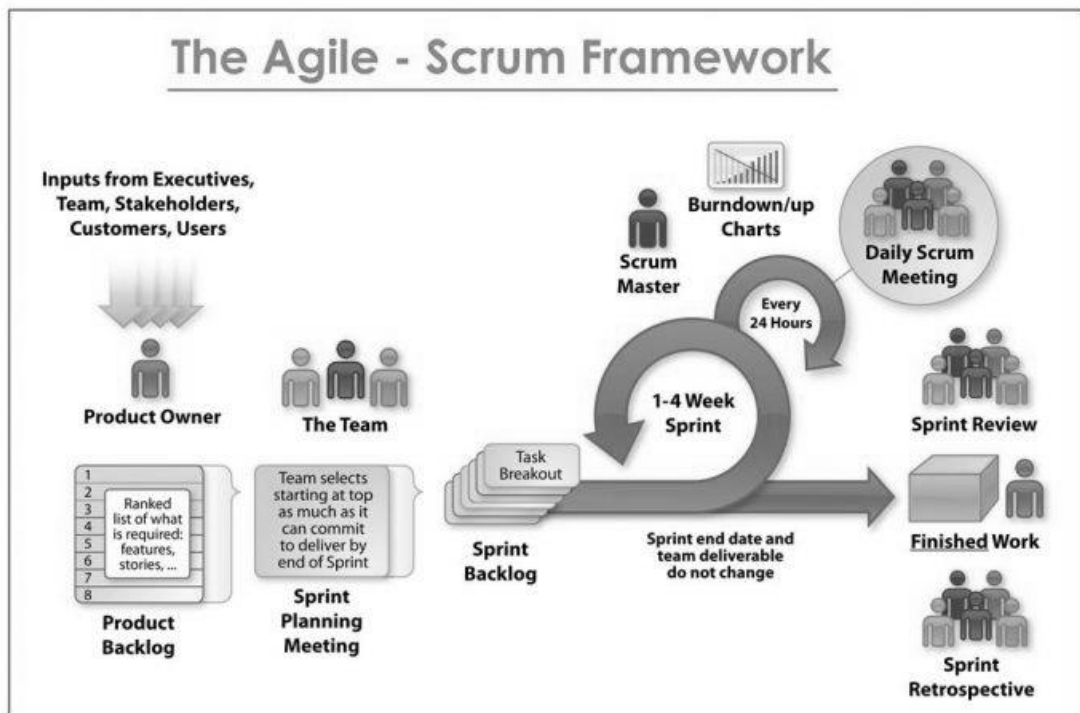 The Agile - Scrum Framework
Inputs from Executives,
Team, Stakeholders,
Customers, Users
Product Owner
The Team
1
2
3
4
5
6
7
8
Ranked
list of what
is required:
features,
stories, ...
Product
Backlog
Team selects
starting at top
as much as it
can commit
to deliver by
end of Sprint
Sprint
Planning
Meeting
Task
Breakout
Sprint
Backlog
Scrum
Master
Burndown/up
Charts
Every
24 Hours
1-4 Week
Sprint
Sprint end date and
team deliverable
do not change
Daily Scrum
Meeting
Sprint Review
Finished Work
Sprint
Retrospective